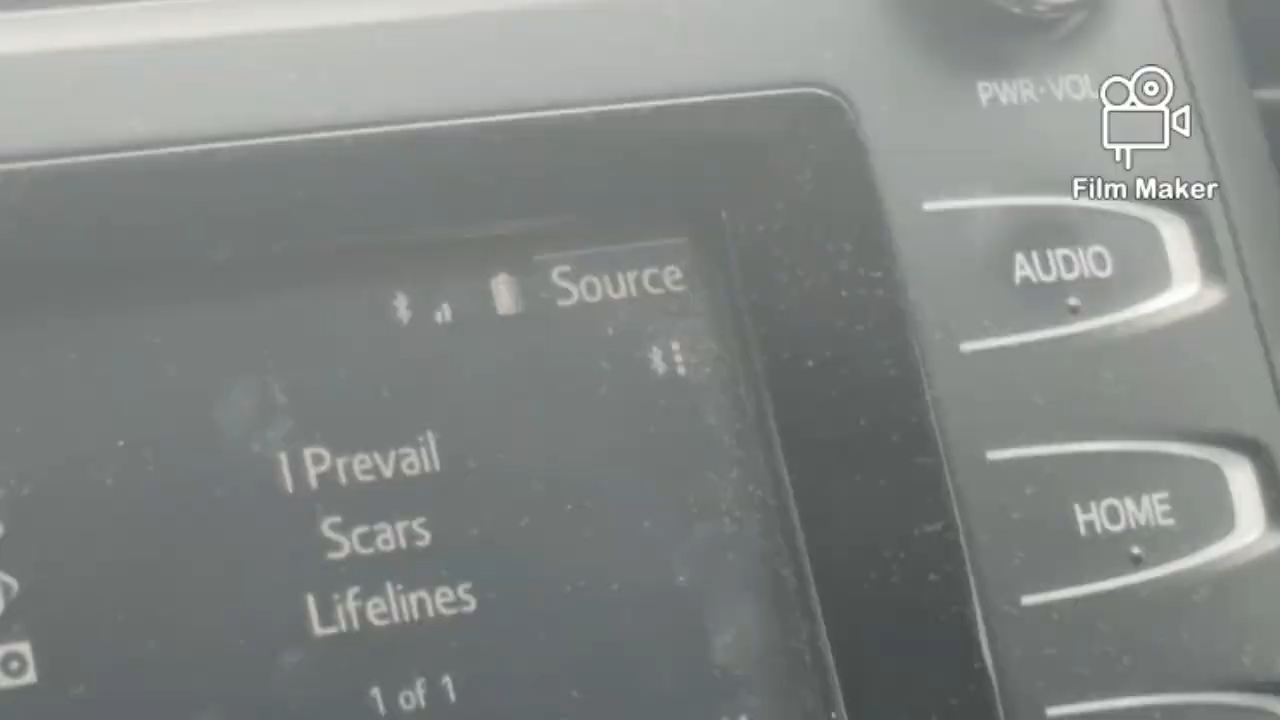 PWR·VOL
Film Maker
AUDIO
Source
I Prevail
Scars
HOME
Lifelines
1 of 1